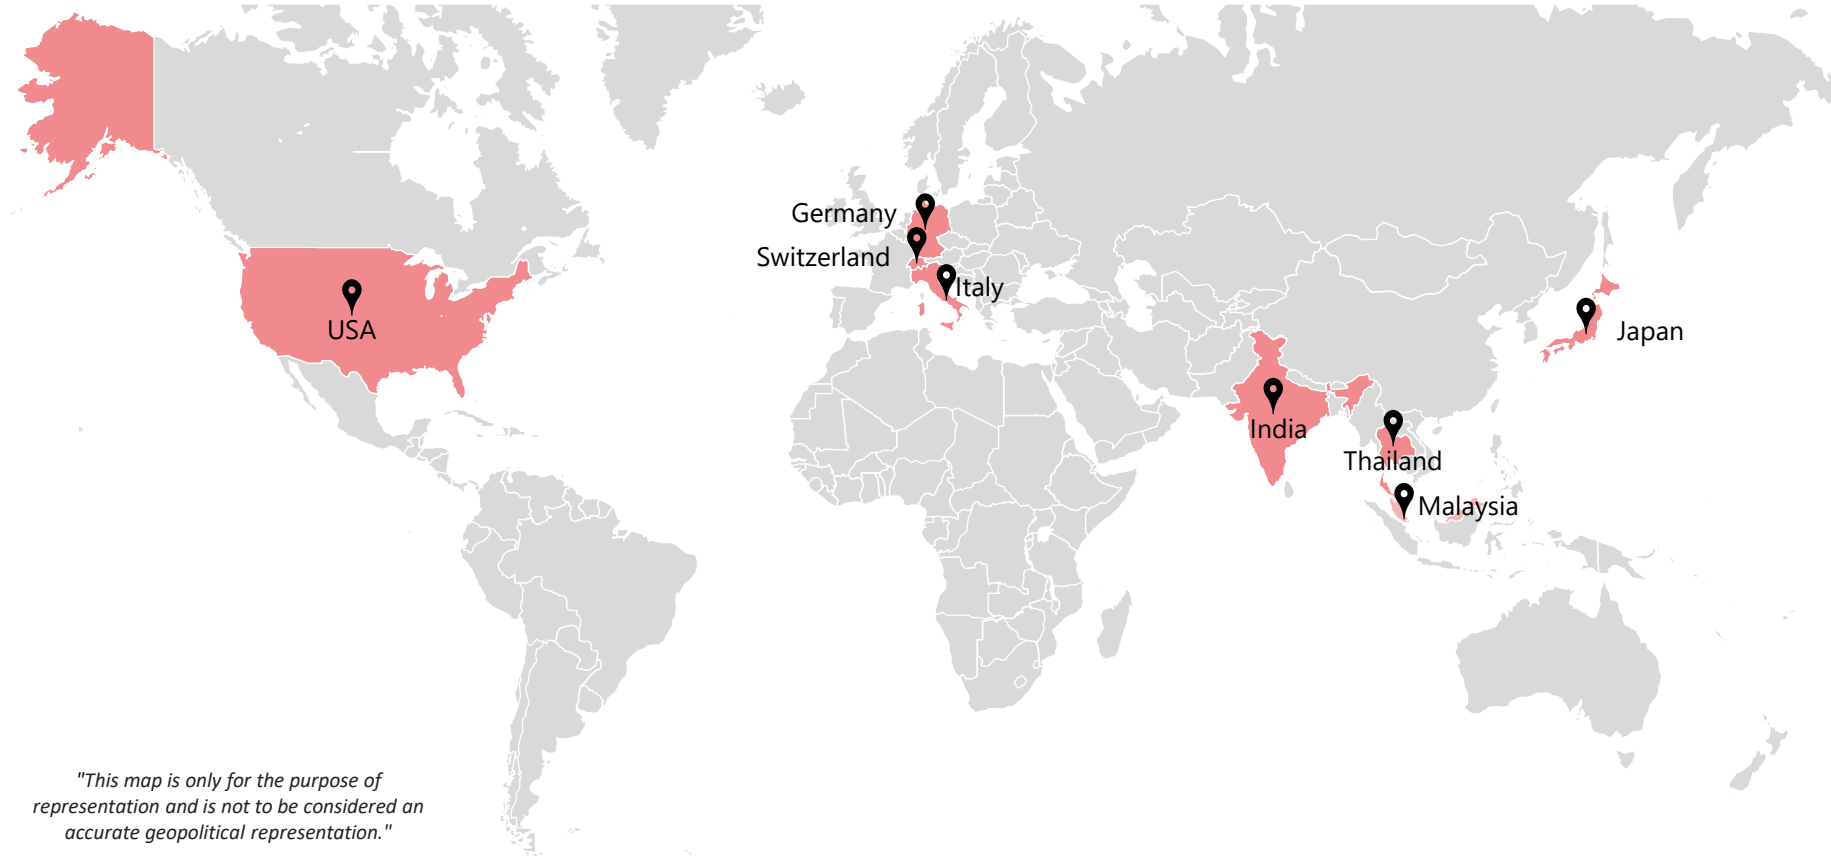 Germany
Switzerland
Italy
USA
Japan
India
Thailand
Malaysia
"This map is only for the purpose of
representation and is not to be considered an
accurate geopolitical representation."